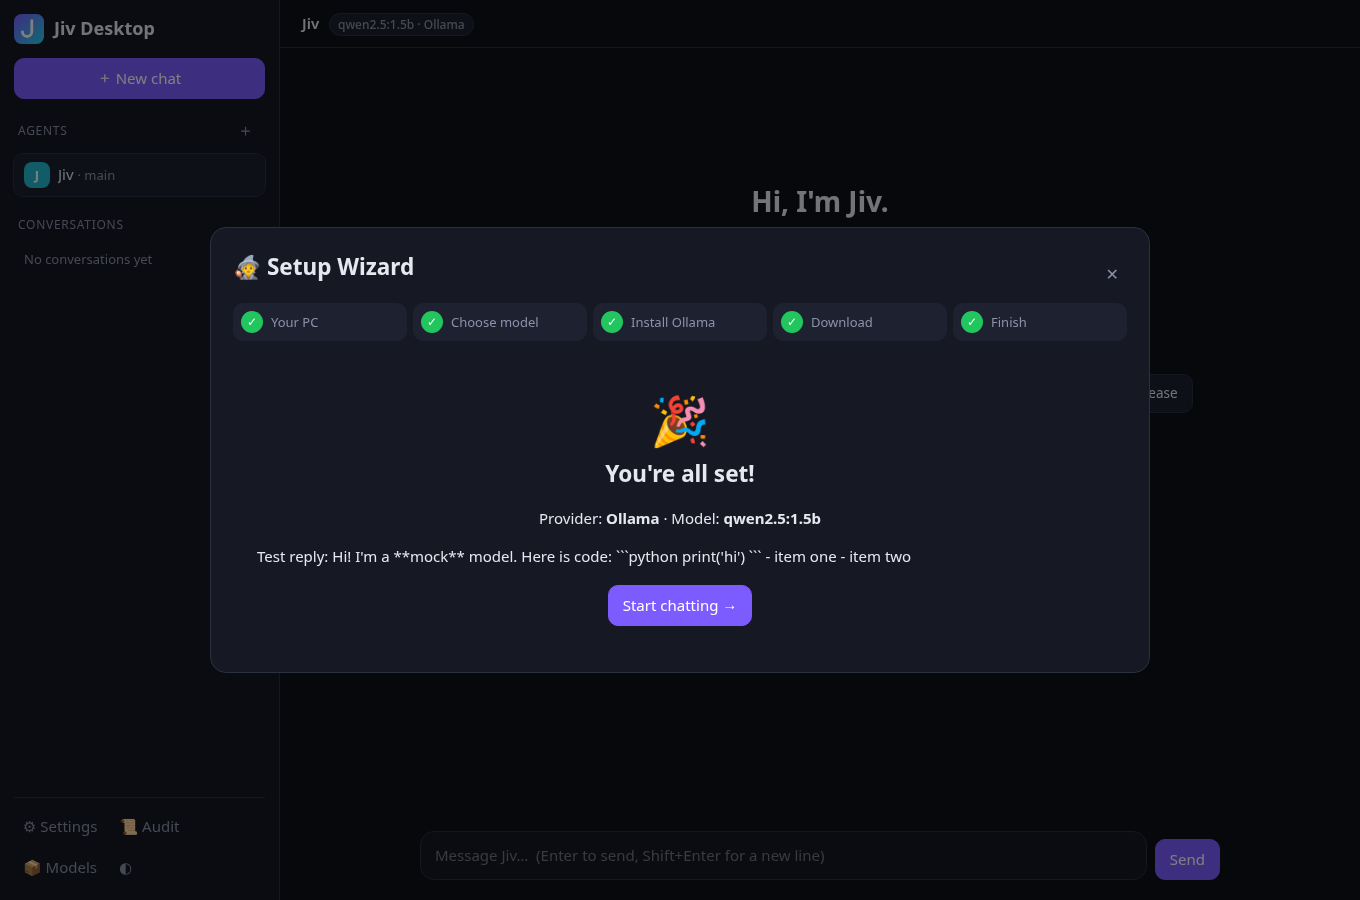 Jiv Desktop
+ New chat
AGENTS +
J Jiv · main
CONVERSATIONS
No conversations yet
⚙ Settings 📜 Audit
📦 Models ◐
Jiv qwen2.5:1.5b · Ollama
Hi, I'm Jiv.
🧙 Setup Wizard ✕
✓ Your PC ✓ Choose model ✓ Install Ollama ✓ Download ✓ Finish
🎉
You're all set!
Provider: Ollama · Model: qwen2.5:1.5b
Test reply: Hi! I'm a **mock** model. Here is code: ```python print('hi') ``` - item one - item two
Start chatting →
Message Jiv… (Enter to send, Shift+Enter for a new line)
Send